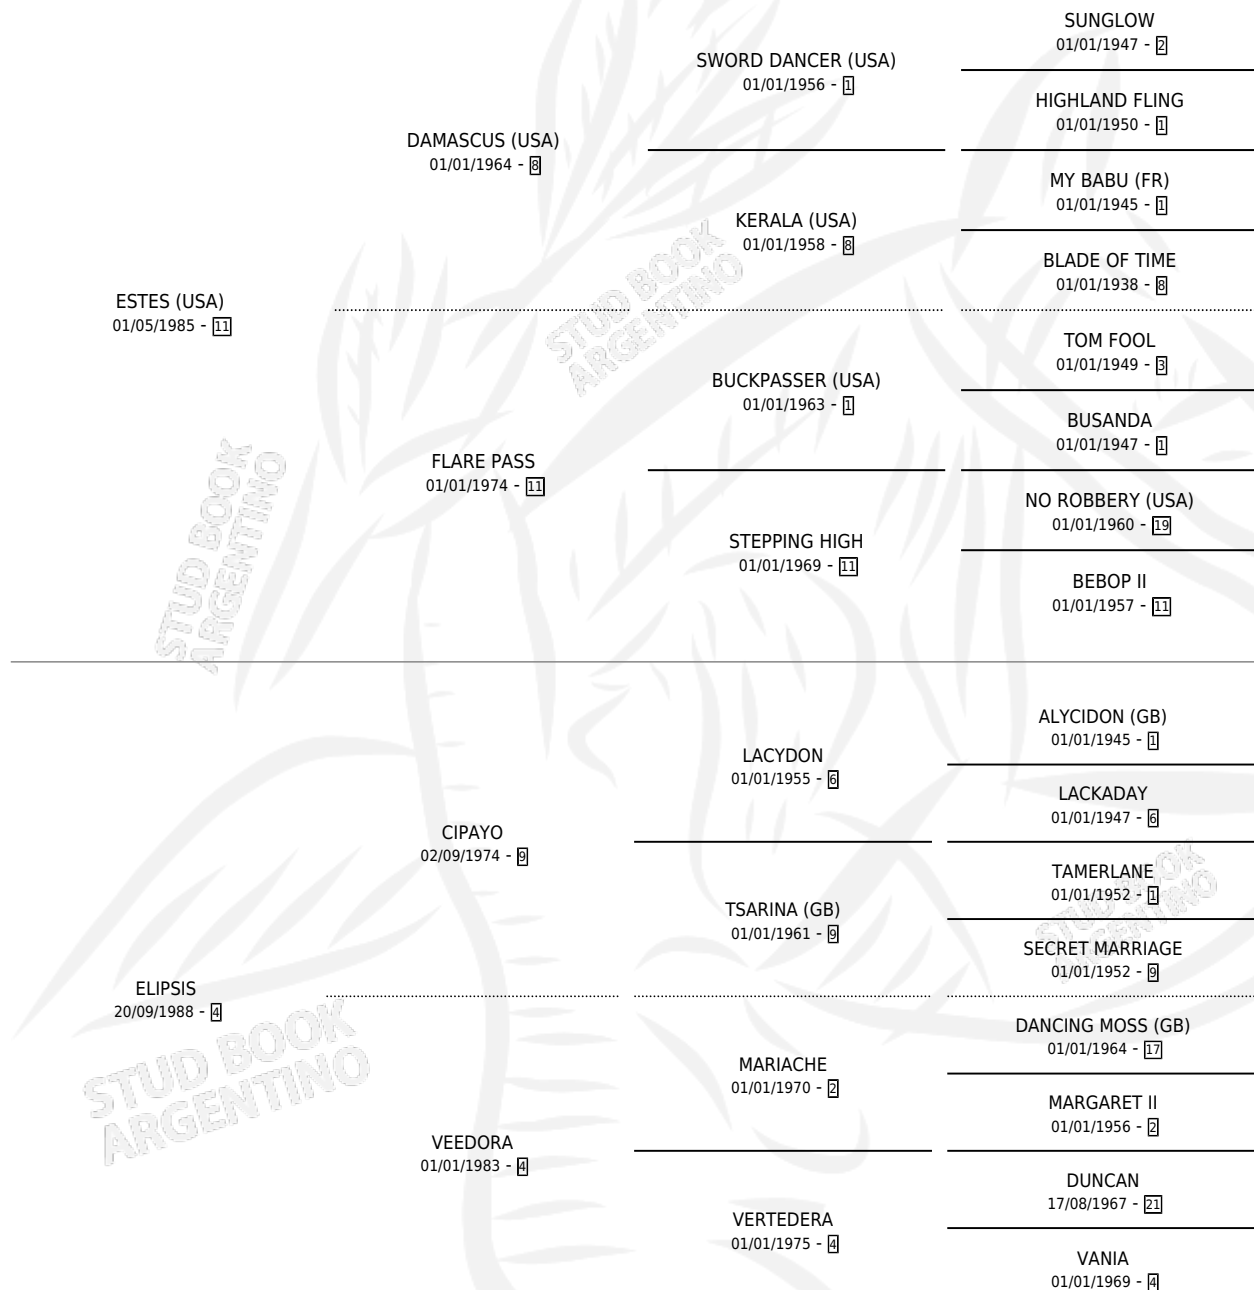 SUNGLOW
01/01/1947 - 2
SWORD DANCER (USA)
01/01/1956 - 1
HIGHLAND FLING
01/01/1950 - 1
DAMASCUS (USA)
01/01/1964 - 8
MY BABU (FR)
01/01/1945 - 1
KERALA (USA)
01/01/1958 - 8
BLADE OF TIME
01/01/1938 - 8
ESTES (USA)
01/05/1985 - 11
TOM FOOL
01/01/1949 - 3
BUCKPASSER (USA)
01/01/1963 - 1
BUSANDA
01/01/1947 - 1
FLARE PASS
01/01/1974 - 11
NO ROBBERY (USA)
01/01/1960 - 19
STEPPING HIGH
01/01/1969 - 11
BEBOP II
01/01/1957 - 11
STUD BOOK
ARGENTINO
STUD BOOK
ARGENTINO
ALYCIDON (GB)
01/01/1945 - 1
LACYDON
01/01/1955 - 6
LACKADAY
01/01/1947 - 6
CIPAYO
02/09/1974 - 9
TAMERLANE
01/01/1952 - 1
TSARINA (GB)
01/01/1961 - 9
SECRET MARRIAGE
01/01/1952 - 9
ELIPSIS
20/09/1988 - 4
DANCING MOSS (GB)
01/01/1964 - 17
MARIACHE
01/01/1970 - 2
MARGARET II
01/01/1956 - 2
VEEDORA
01/01/1983 - 4
DUNCAN
17/08/1967 - 21
VERTEDERA
01/01/1975 - 4
VANIA
01/01/1969 - 4
STUD BOOK
ARGENTINO
STUD BOOK
ARGENTINO